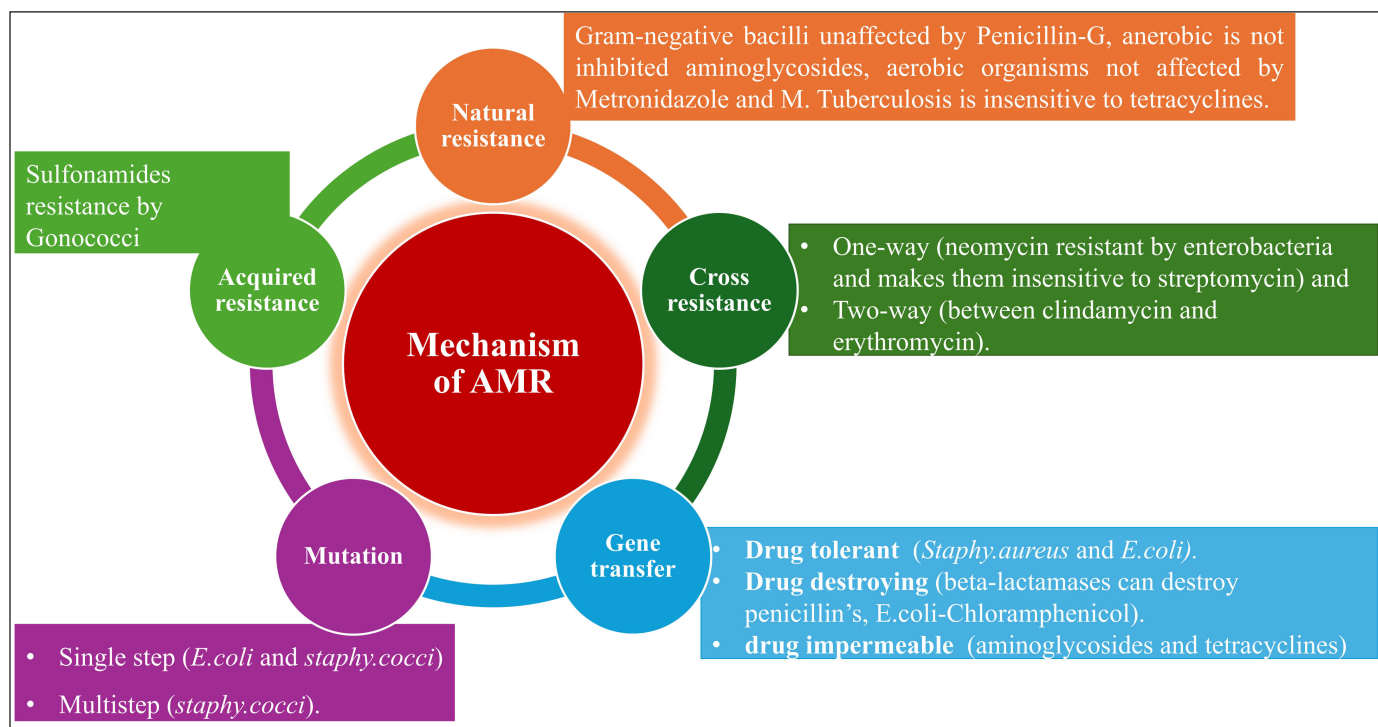 Gram-negative bacilli unaffected by Penicillin-G, anerobic is not
inhibited aminoglycosides, aerobic organisms not affected by
Metronidazole and M. Tuberculosis is insensitive to tetracyclines.
Natural
resistance
Sulfonamides
resistance by
Gonococci
Acquired
resistance
Cross
resistance
• One-way (neomycin resistant by enterobacteria
and makes them insensitive to streptomycin) and
• Two-way (between clindamycin and
erythromycin).
Mechanism
of AMR
Mutation
Gene
transfer
• Drug tolerant (Staphy.aureus and E.coli).
• Drug destroying (beta-lactamases can destroy
penicillin’s, E.coli-Chloramphenicol).
• drug impermeable (aminoglycosides and tetracyclines)
• Single step (E.coli and staphy.cocci)
• Multistep (staphy.cocci).